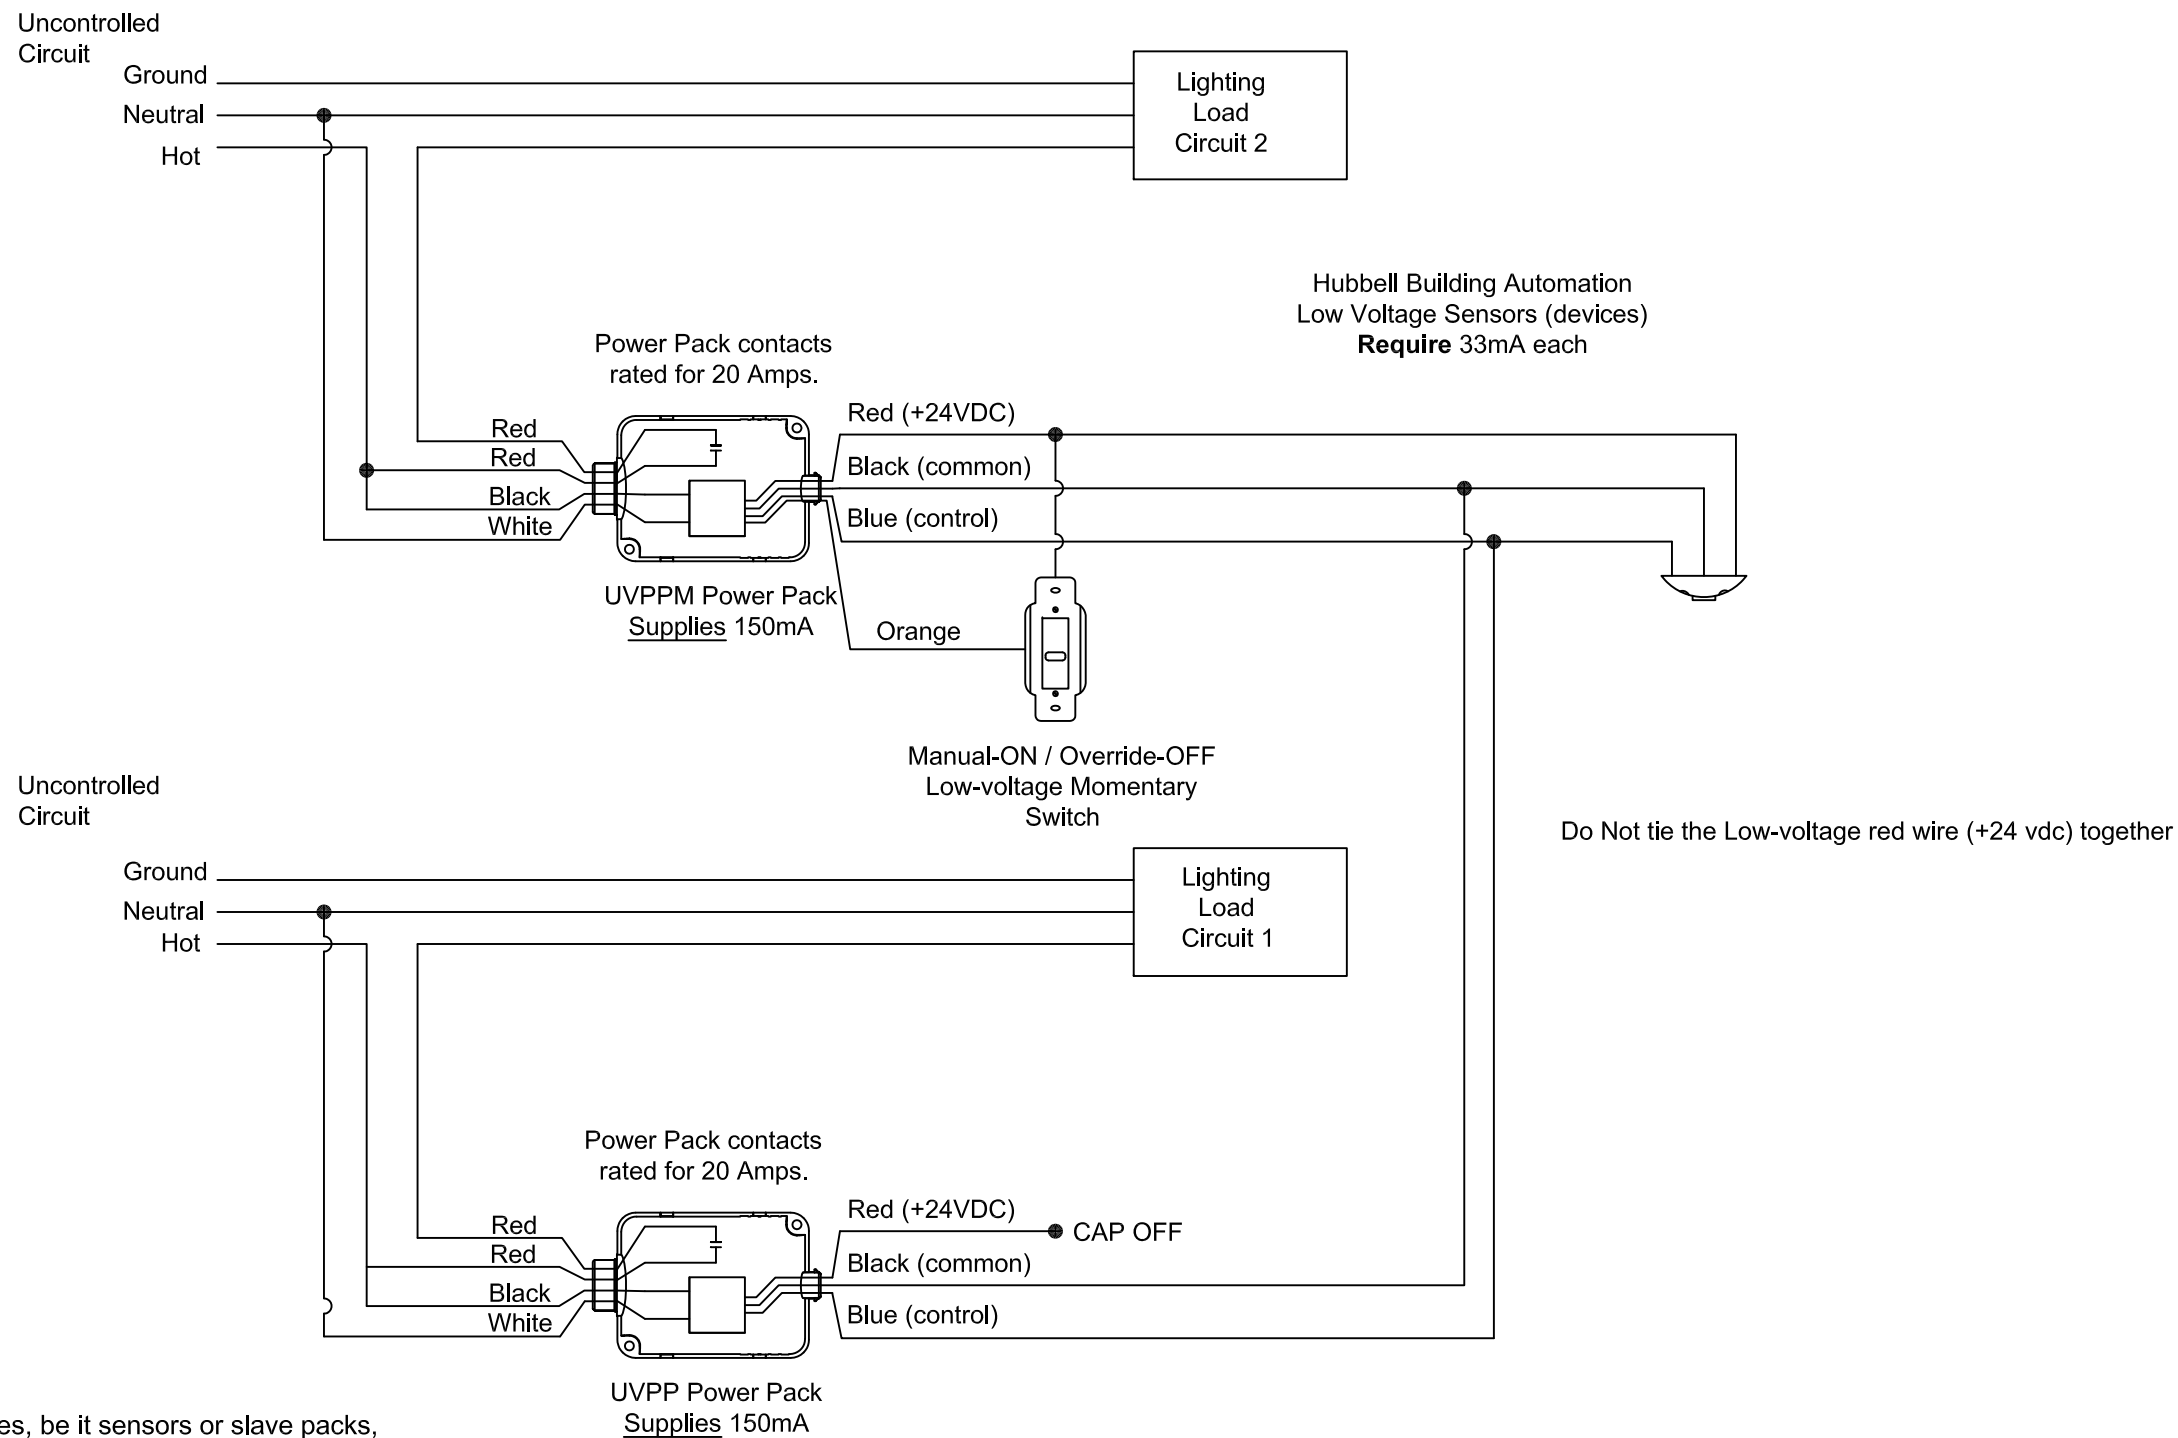 Uncontrolled
Circuit
Ground
Neutral
Hot
Lighting
Load
Circuit 2
Hubbell Building Automation
Low Voltage Sensors (devices)
Require 33mA each
Power Pack contacts
rated for 20 Amps.
Red
Red
Black
White
Red (+24VDC)
Black (common)
Blue (control)
UVPPM Power Pack
Supplies 150mA
Orange
Manual-ON / Override-OFF
Low-voltage Momentary
Switch
Uncontrolled
Circuit
Do Not tie the Low-voltage red wire (+24 vdc) together
Ground
Neutral
Hot
Lighting
Load
Circuit 1
Power Pack contacts
rated for 20 Amps.
Red
Red
Black
White
Red (+24VDC)
CAP OFF
Black (common)
Blue (control)
UVPP Power Pack
Supplies 150mA
es, be it sensors or slave packs,